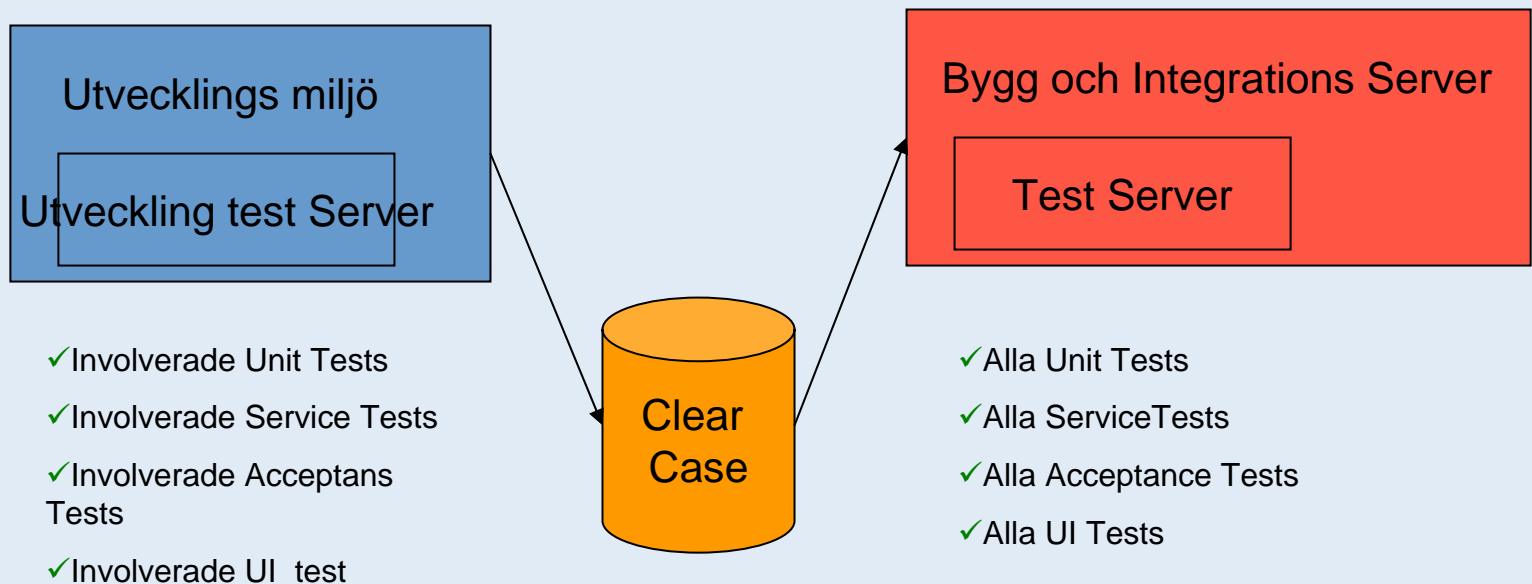 Utvecklings miljö
Utveckling test Server
Bygg och Integrations Server
Test Server
Clear
Case
✓Involverade Unit Tests
✓Involverade Service Tests
✓Involverade Acceptans
Tests
✓Involverade UI test
✓Alla Unit Tests
✓Alla ServiceTests
✓Alla Acceptance Tests
✓Alla UI Tests